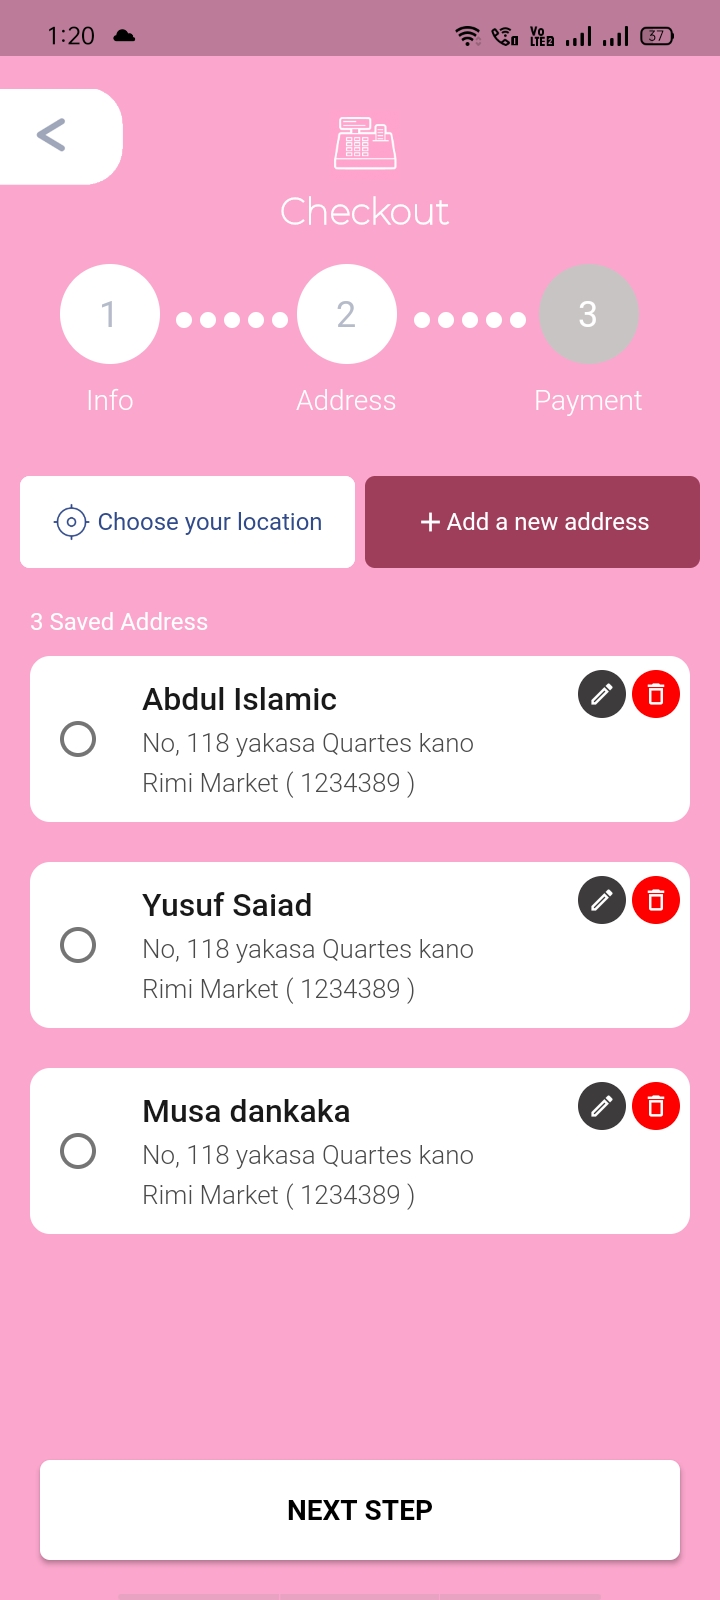 1:20
Vo LTE2 37
<
Checkout
1 2 3
Info Address Payment
Choose your location + Add a new address
3 Saved Address
Abdul Islamic
No, 118 yakasa Quartes kano
Rimi Market ( 1234389 )
Yusuf Saiad
No, 118 yakasa Quartes kano
Rimi Market ( 1234389 )
Musa dankaka
No, 118 yakasa Quartes kano
Rimi Market ( 1234389 )
NEXT STEP